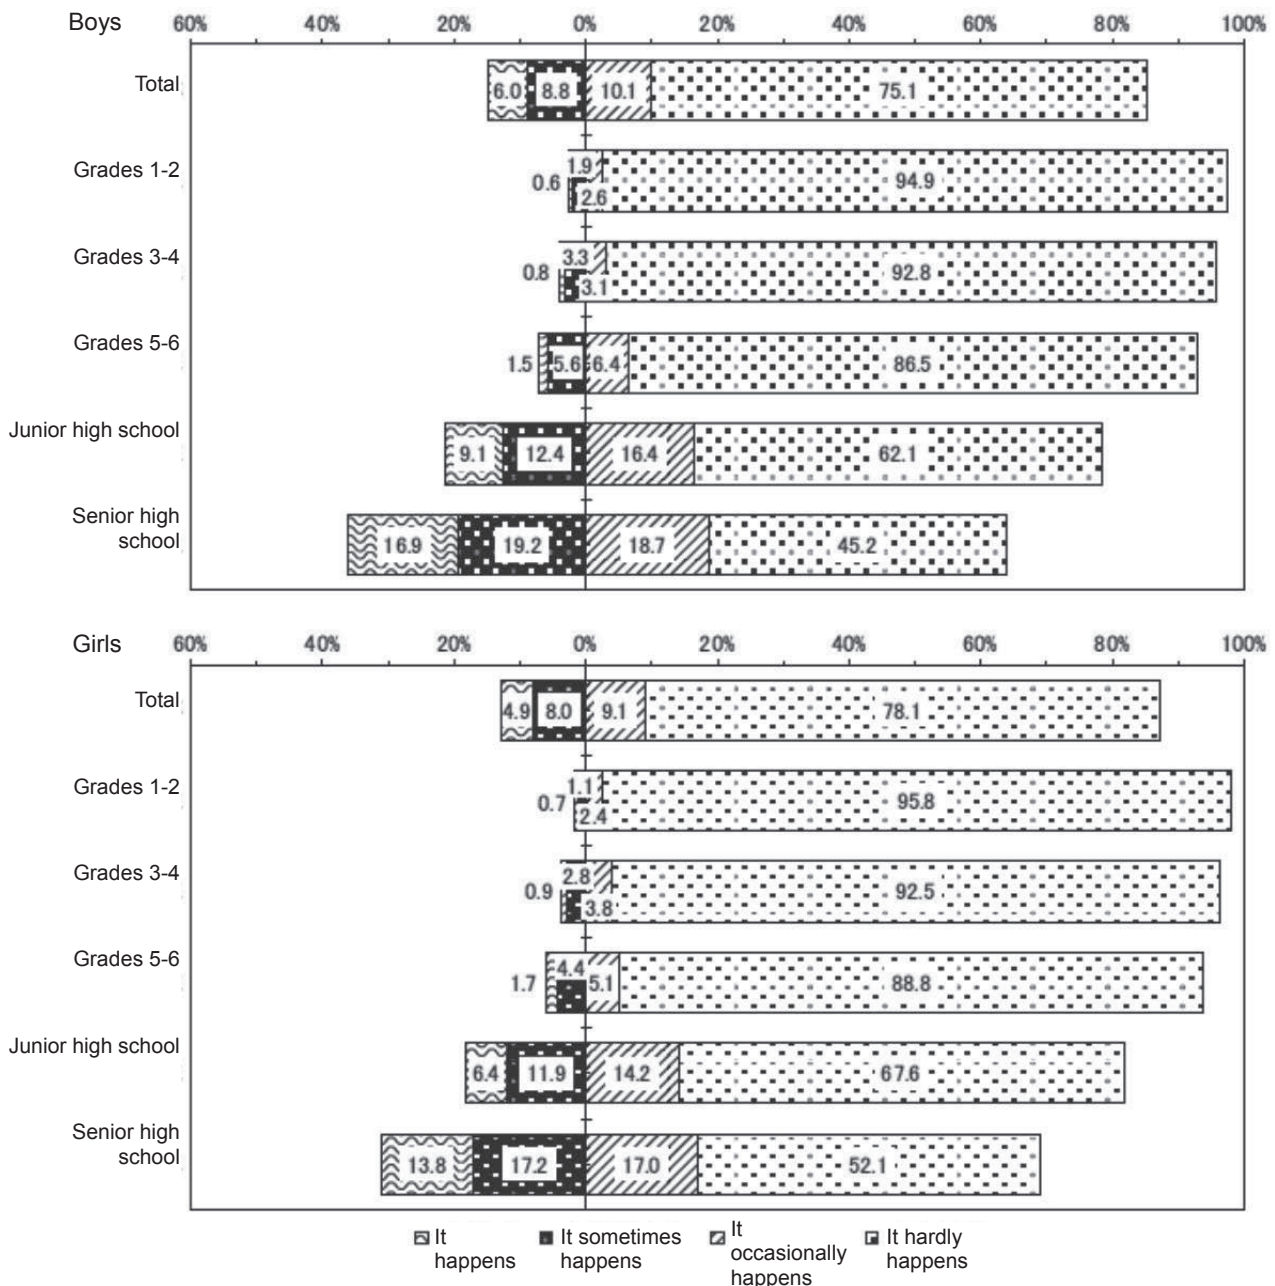 Boys 60% 40% 20% 0% 20% 40% 60% 80% 100%
Total 6.0 8.8 10.1 75.1
Grades 1-2 0.6 1.9 2.6 94.9
Grades 3-4 0.8 3.3 3.1 92.8
Grades 5-6 1.5 5.6 6.4 86.5
Junior high school 9.1 12.4 16.4 62.1
Senior high
school 16.9 19.2 18.7 45.2
Girls 60% 40% 20% 0% 20% 40% 60% 80% 100%
Total 4.9 8.0 9.1 78.1
Grades 1-2 0.7 1.1 2.4 95.8
Grades 3-4 0.9 2.8 3.8 92.5
Grades 5-6 1.7 4.4 5.1 88.8
Junior high school 6.4 11.9 14.2 67.6
Senior high
school 13.8 17.2 17.0 52.1
It
happens
It sometimes
happens
It
occasionally
happens
It hardly
happens